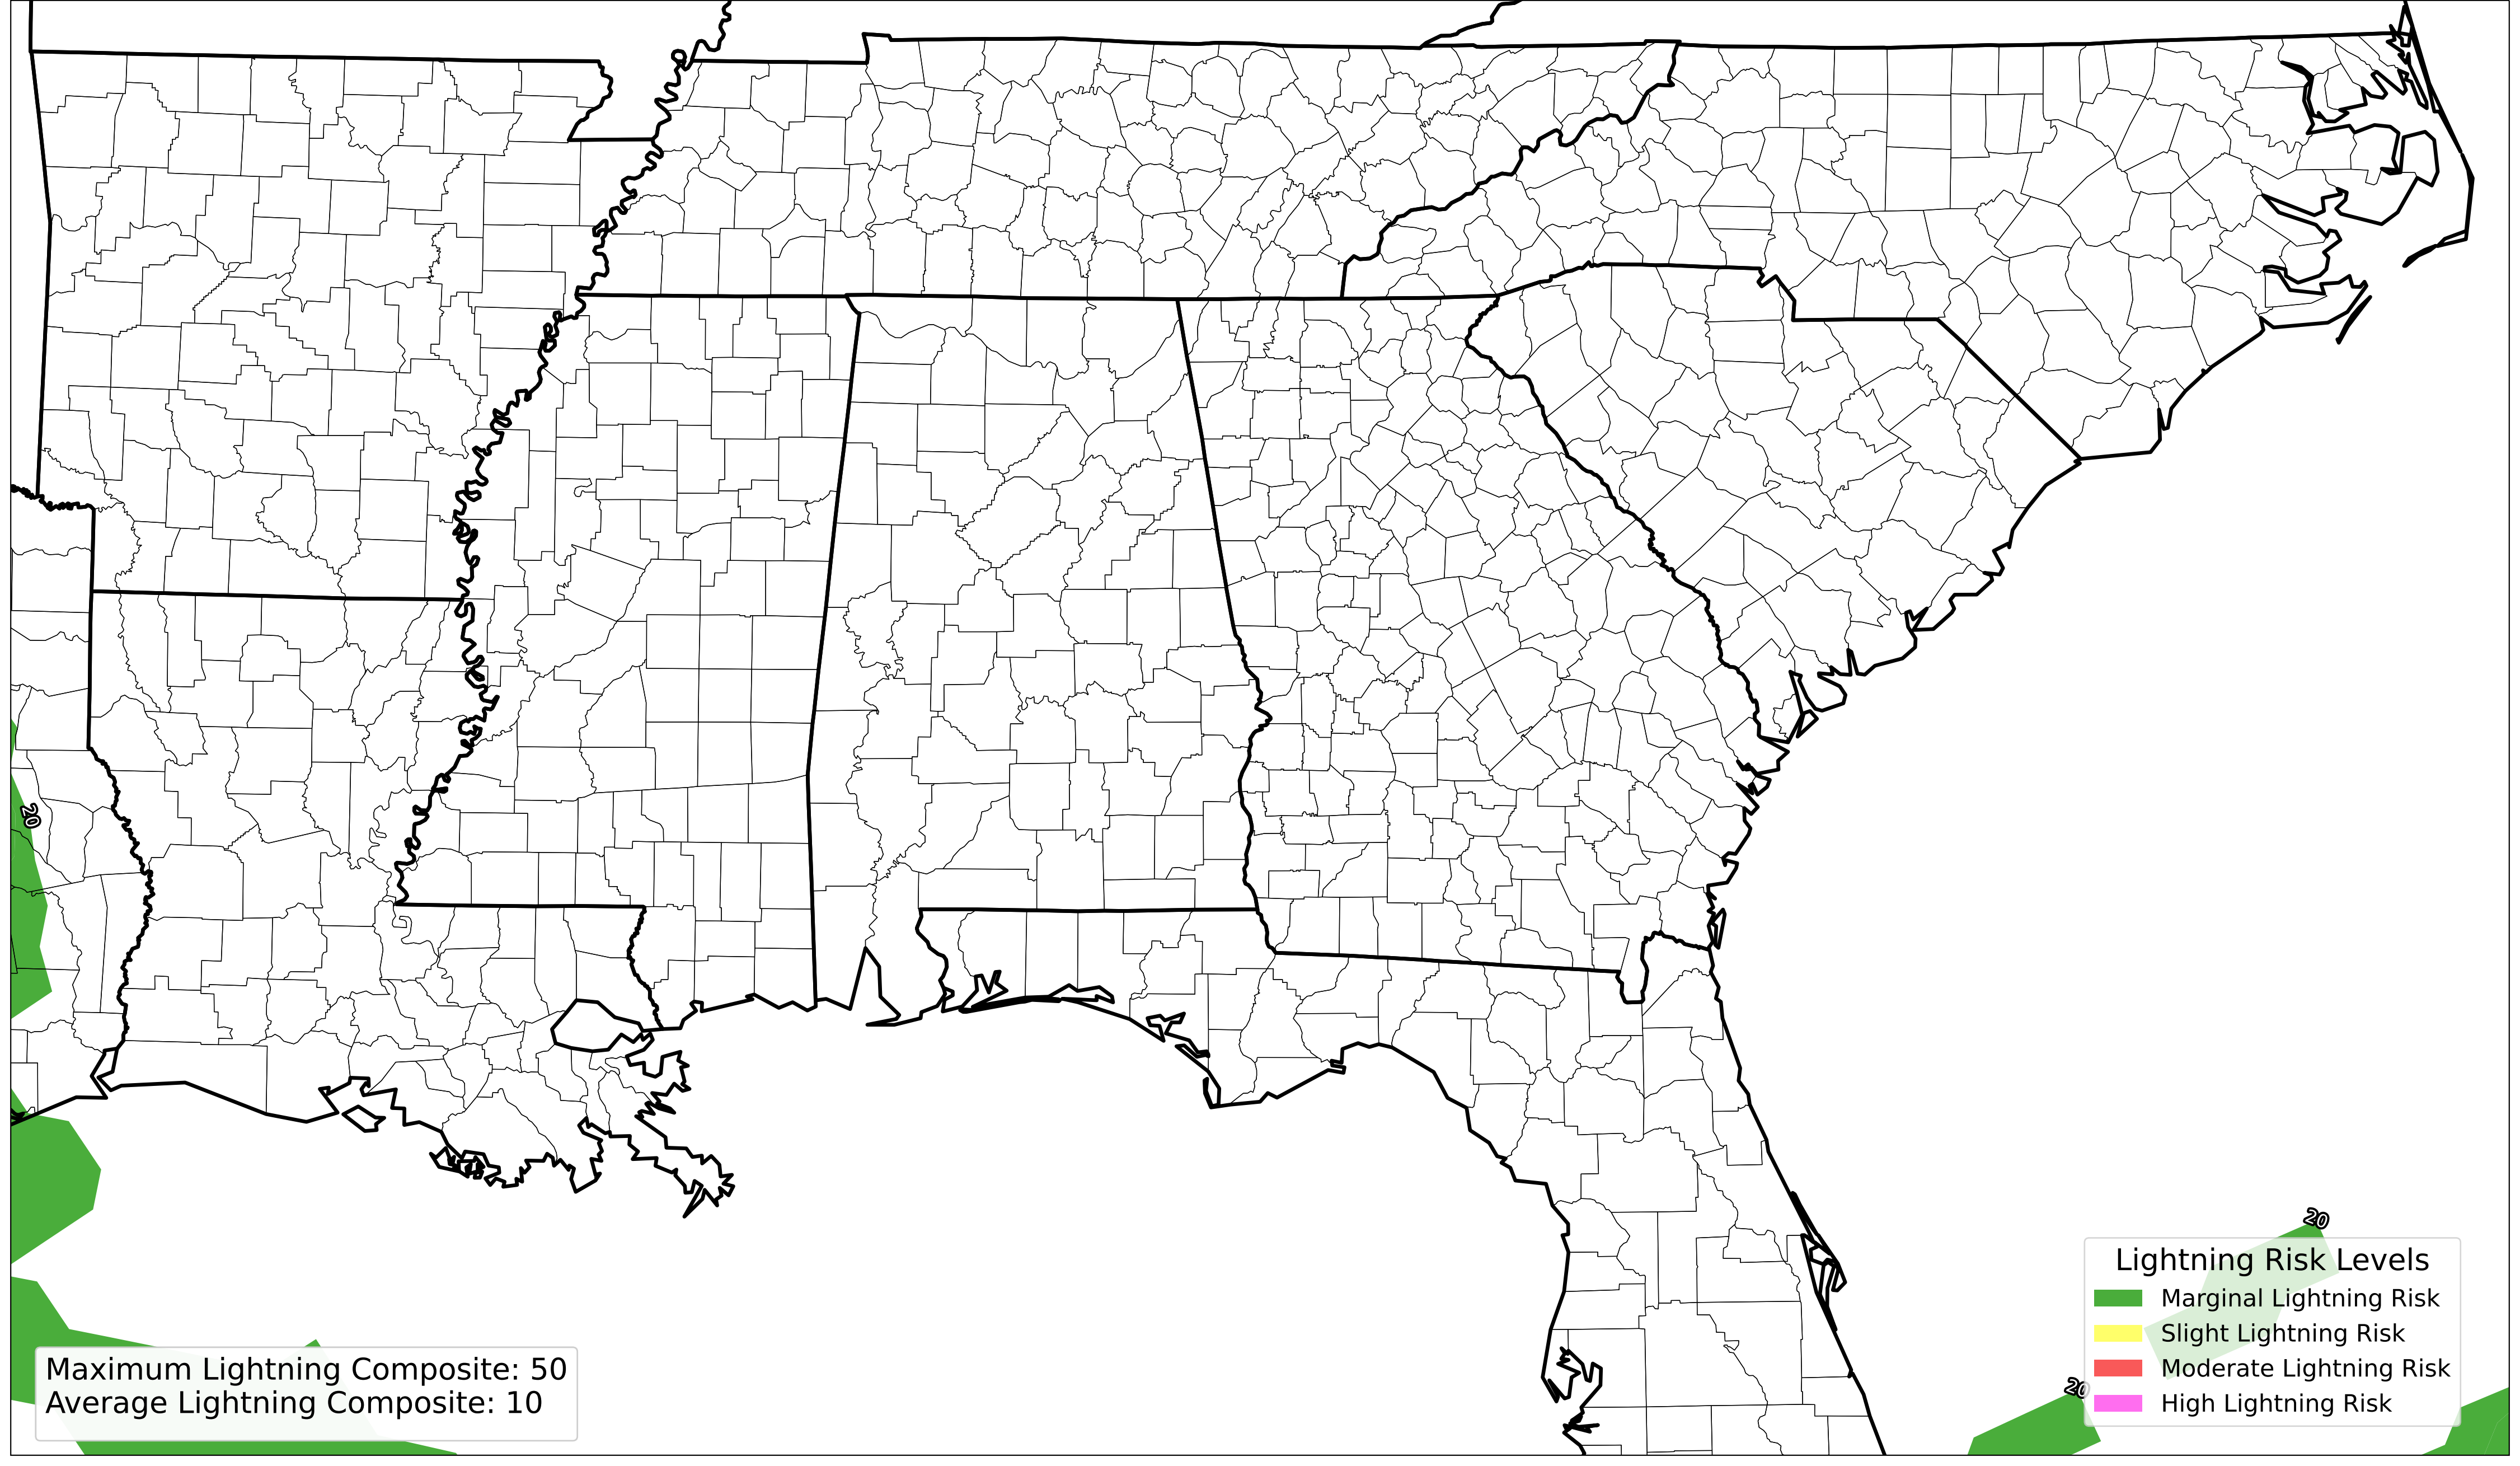 20
20
Lightning Risk Levels
Marginal Lightning Risk
Slight Lightning Risk
Moderate Lightning Risk
High Lightning Risk
20
Maximum Lightning Composite: 50
Average Lightning Composite: 10